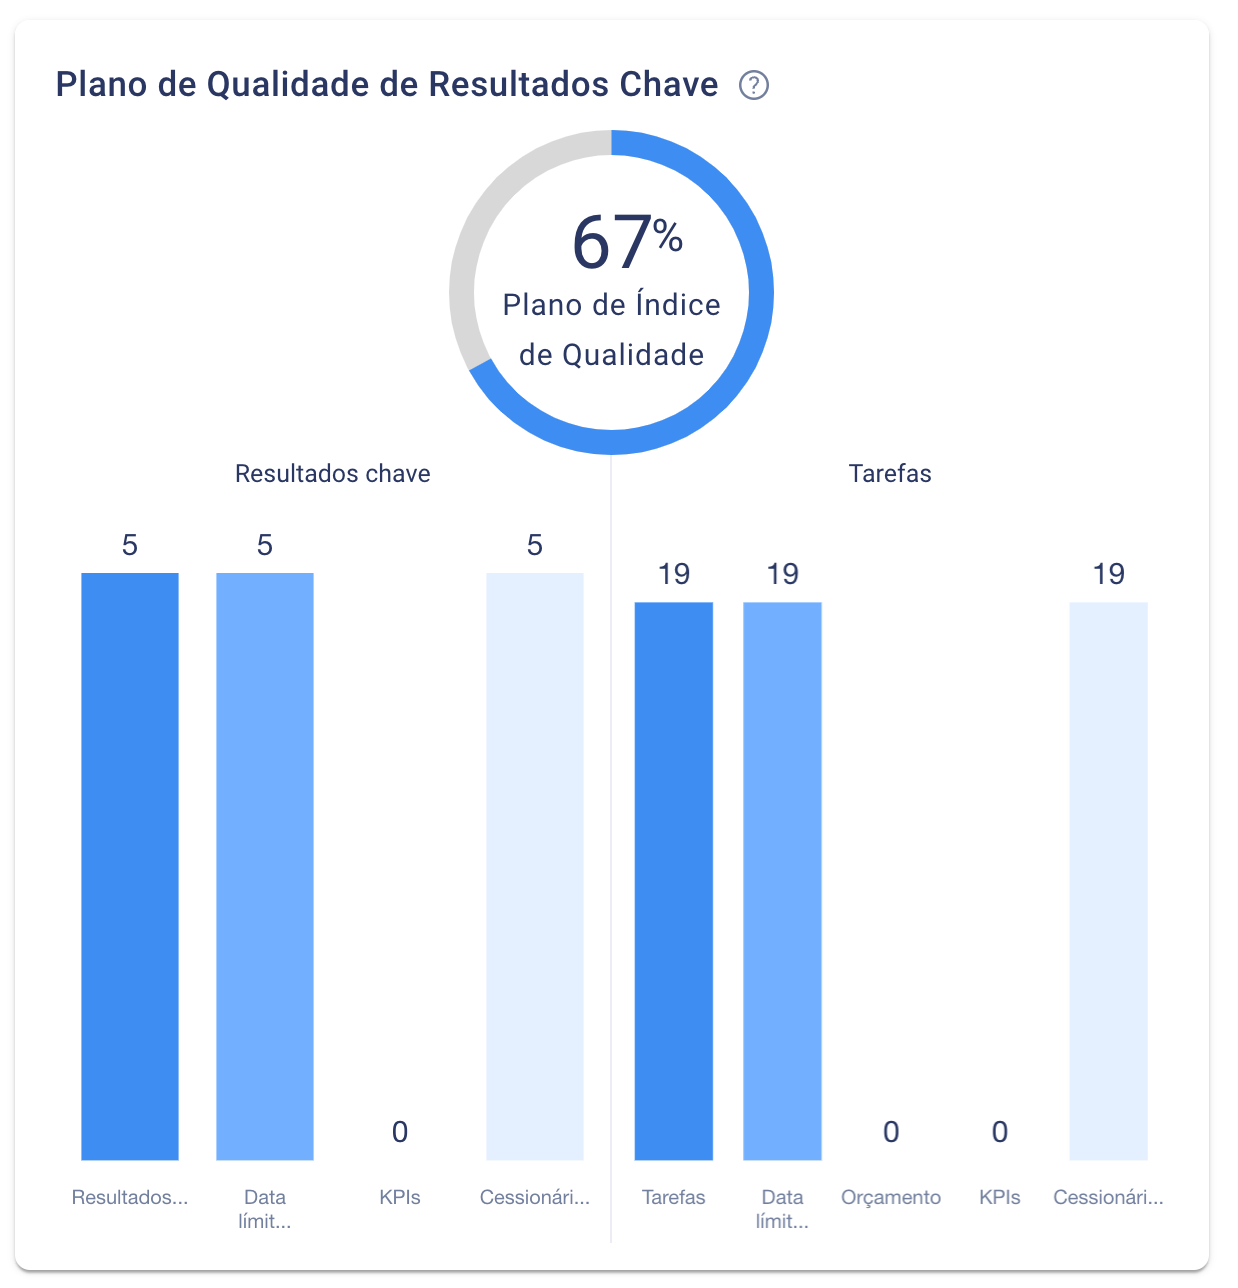 Plano de Qualidade de Resultados Chave ?
67%
Plano de Índice
de Qualidade
Resultados chave
Tarefas
5 5 5
19 19 19
0 0 0
Resultados... Data KPIs Cessionári... Tarefas Data Orçamento KPIs Cessionári...
límit... límit...